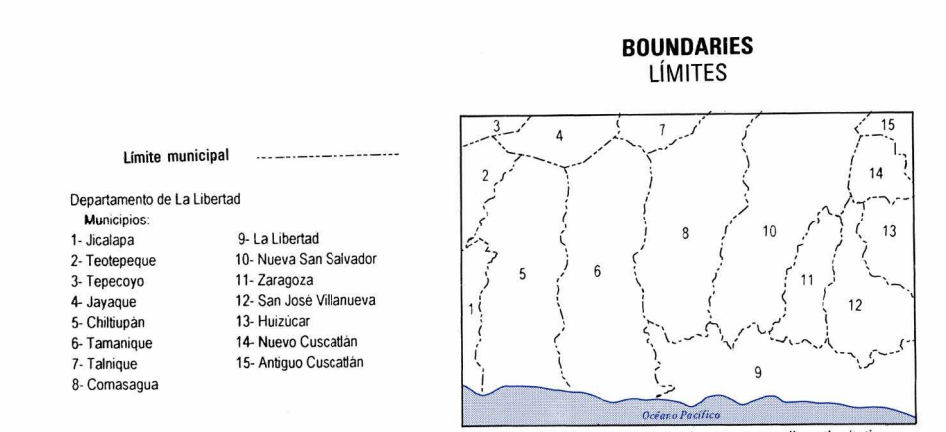 BOUNDARIES
LÍMITES
Límite municipal
Departamento de La Libertad
Municipios:
1- Jicalapa
2- Teotepeque
3- Tepecoyo
4- Jayaque
5- Chiltiupán
6- Tamanique
7- Talnique
8- Comasagua
9- La Libertad
10- Nueva San Salvador
11- Zaragoza
12- San José Villanueva
13- Huizúcar
14- Nuevo Cuscatlán
15- Antiguo Cuscatlán
3
4
7
15
2
14
8
10
13
5
6
11
1
12
9
Océano Pacífico